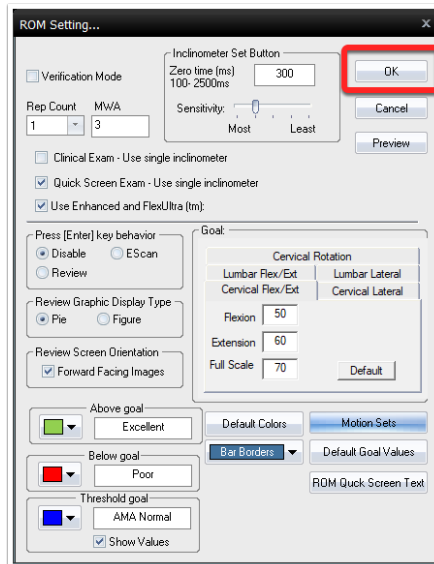 ROM Setting...
x
Inclinometer Set Button
Verification Mode
Zero time (ms)
100- 2500ms
300
OK
Rep Count MWA
Sensitivity:
Cancel
1
3
Most Least
Preview
Clinical Exam - Use single inclinometer
Quick Screen Exam - Use single inclinometer
Use Enhanced and FlexUltra (tm):
Press [Enter] key behavior
Disable EScan
Review
Goal:
Cervical Rotation
Lumbar Flex/Ext Lumbar Lateral
Cervical Flex/Ext Cervical Lateral
Review Graphic Display Type
Pie Figure
Flexion 50
Extension 60
Full Scale 70
Default
Review Screen Orientation
Forward Facing Images
Above goal
Excellent
Default Colors
Motion Sets
Below goal
Poor
Bar Borders
Default Goal Values
ROM Quck Screen Text
Threshold goal
AMA Normal
Show Values